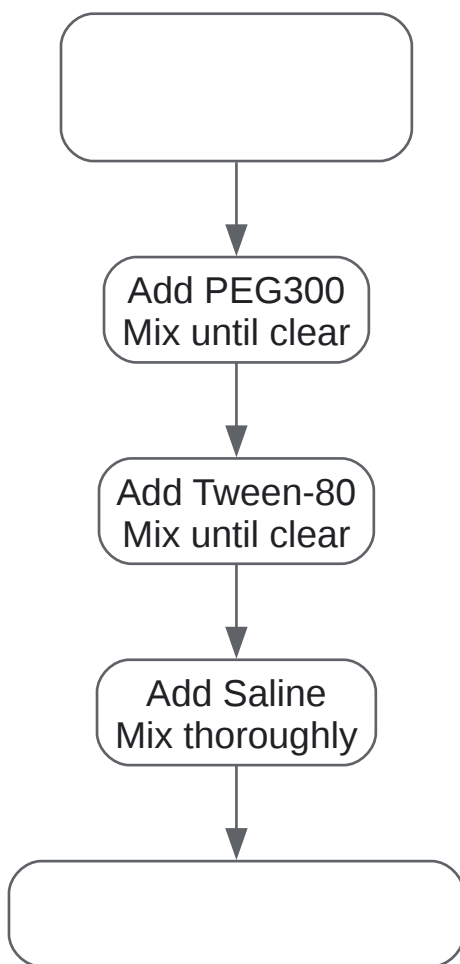 Add PEG300
Mix until clear
Add Tween-80
Mix until clear
Add Saline
Mix thoroughly